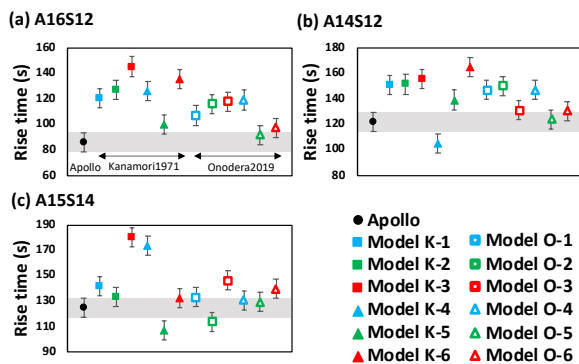 (a) A16S12
Rise time (s)
160
140
120
100
80
60
Apollo Kanamori1971 Onodera2019
(b) A14S12
Rise time (s)
180
160
140
120
100
80
(c) A15S14
Rise time (s)
190
170
150
130
110
90
Apollo
Model K-1 Model O-1
Model K-2 Model O-2
Model K-3 Model O-3
Model K-4 Model O-4
Model K-5 Model O-5
Model K-6 Model O-6